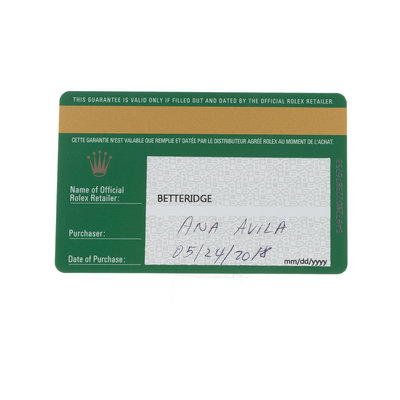 THIS GUARANTEE IS VALID ONLY IF FILLED OUT AND DATED BY THE OFFICIAL ROLEX RETAILER.
CETTE GARANTIE N'EST VALABLE QUE REMPLIE ET DATÉE PAR LE DISTRIBUTEUR AGRÉÉ ROLEX AU MOMENT DE L'ACHAT.
Name of Official
Rolex Retailer:
BETTERIDGE
Purchaser:
ANA AVILA
Date of Purchase:
05/24/2018
mm/dd/yyyy